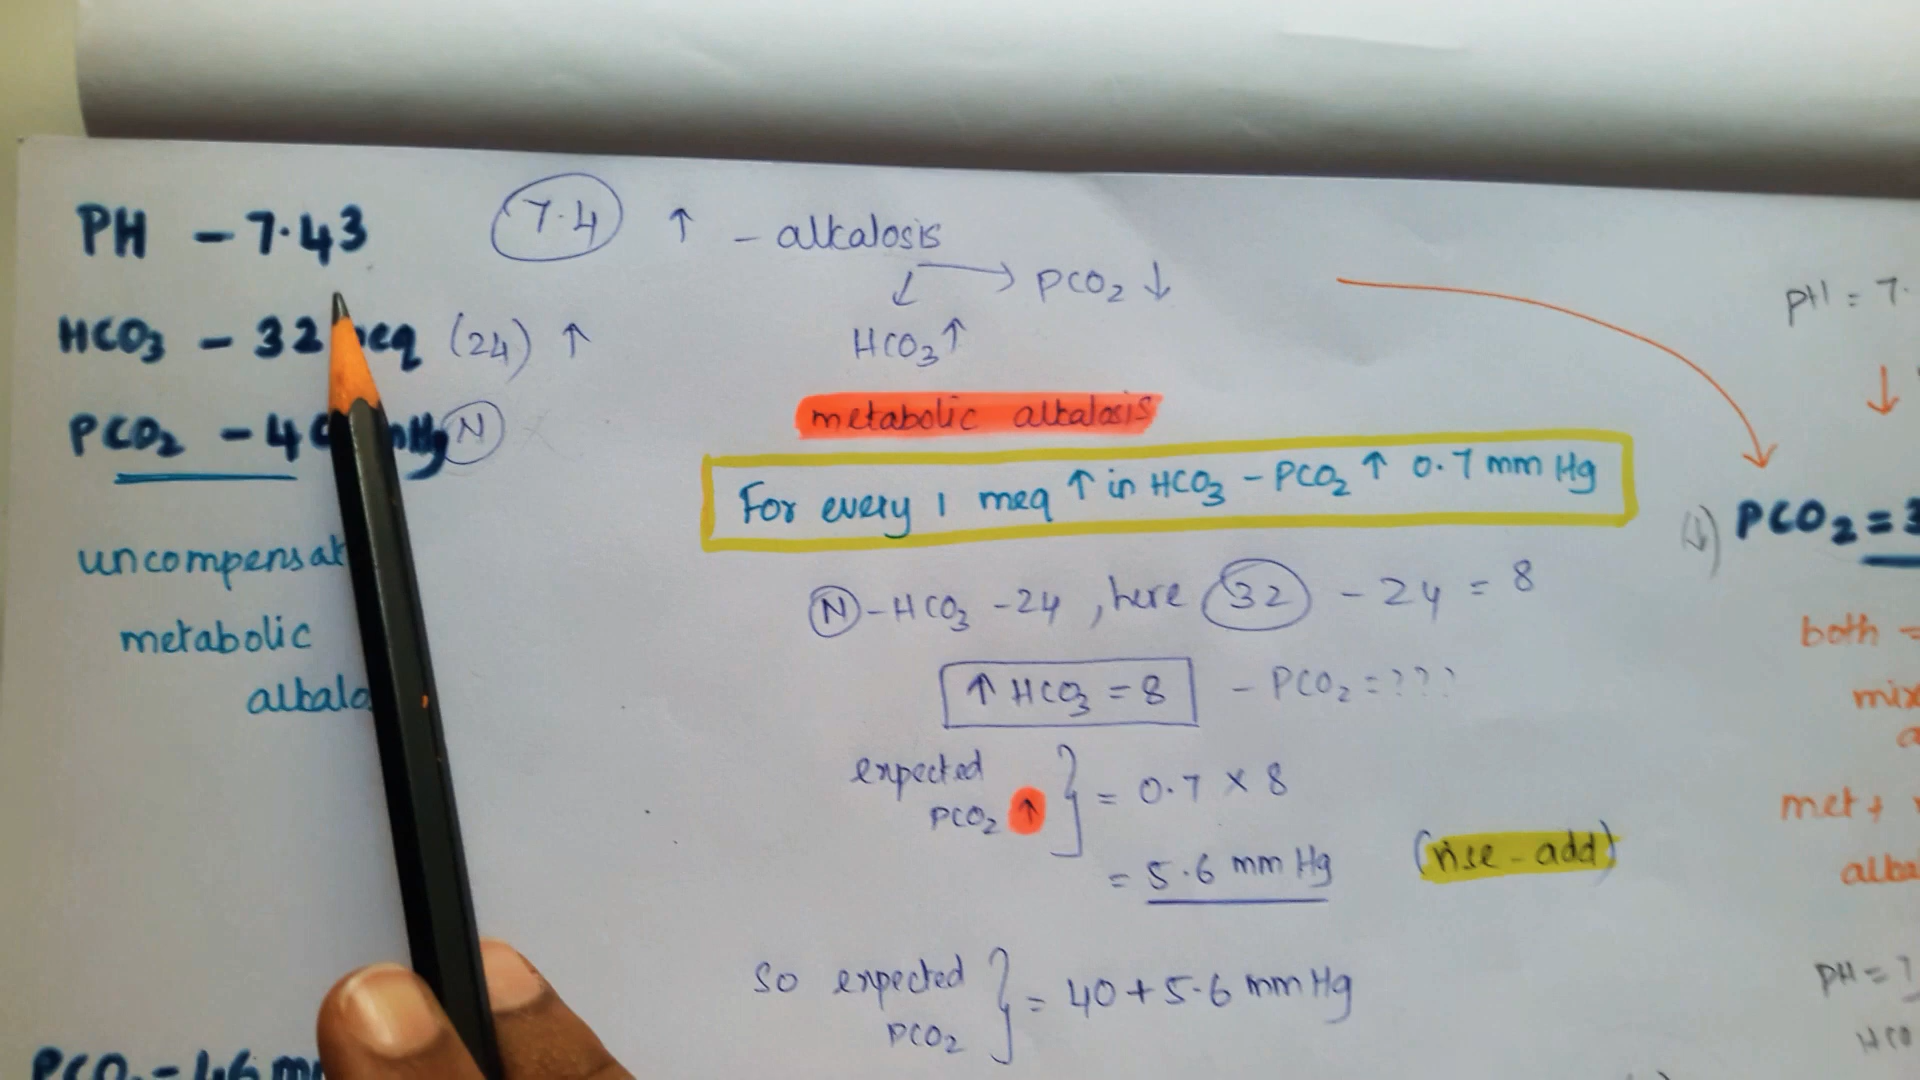 PH - 7.43 7.4 ↑ - alkalosis
PCO2 ↓
HCO3 - 32 (24) ↑ HCO3 ↑
PCO2 - N
metabolic alkalosis
For every 1 meq ↑ in HCO3 - PCO2 ↑ 0.7 mm Hg
metabolic
N - HCO3 - 24, here 32 - 24 = 8
↑ HCO3 = 8 - PCO2 = ???
expected
PCO2 ↑ } = 0.7 × 8
= 5.6 mm Hg (rise - add)
So expected
PCO2 } = 40 + 5.6 mm Hg
PCO2 - 46
pH = 7.
↓
(↓) PCO2 =
both =
met +
PH = 7